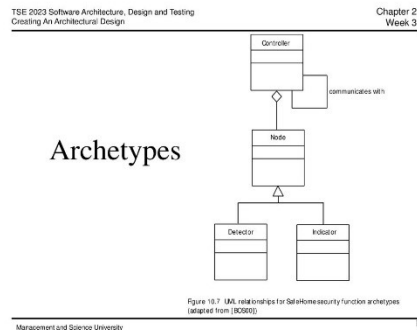 TSE 2023 Software Architecture, Design and Testing
Creating An Architectural Design
Chapter 2
Week 3
Archetypes
Controller
communicates with
Node
Detector
Indicator
Figure 10.7 UML relationships for SafeHome security function archetypes
(adapted from [BOS00])
Management and Science University